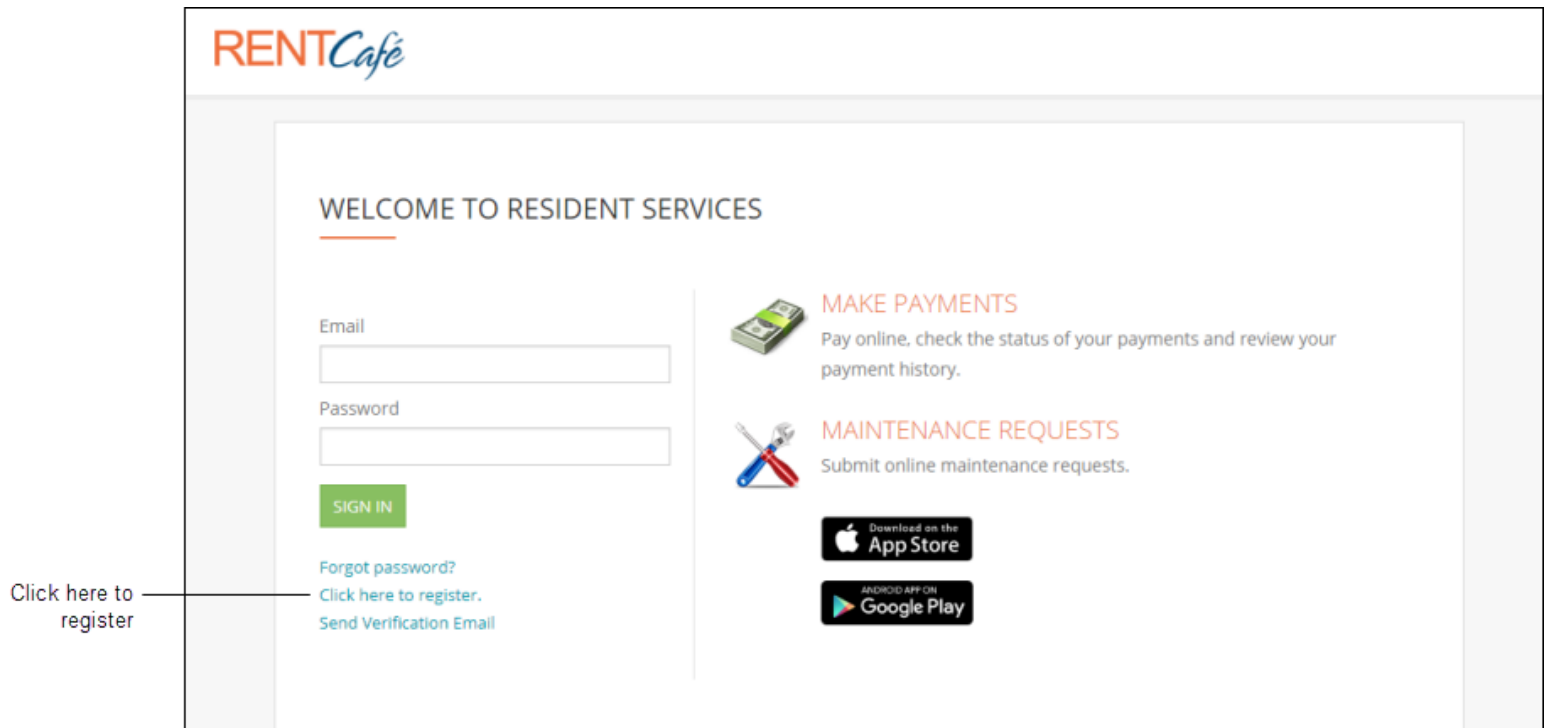 RENTCafé
WELCOME TO RESIDENT SERVICES
Email
Password
SIGN IN
Forgot password?
Click here to register.
Send Verification Email
Click here to
register
MAKE PAYMENTS
Pay online, check the status of your payments and review your
payment history.
MAINTENANCE REQUESTS
Submit online maintenance requests.
Download on the
App Store
ANDROID APP ON
Google Play